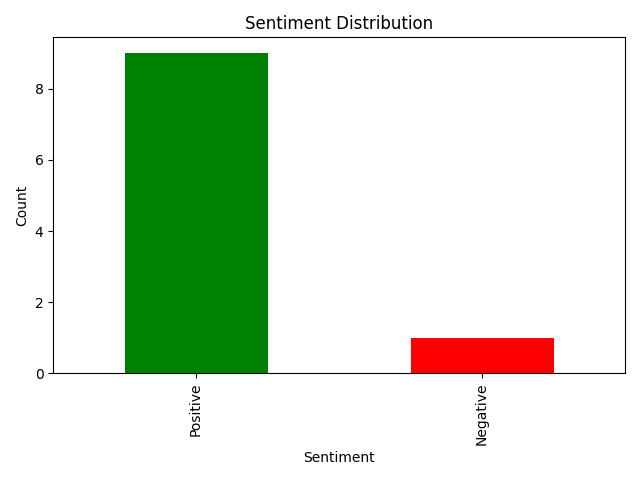 Sentiment Distribution
Count
8
6
4
2
0
Positive
Negative
Sentiment